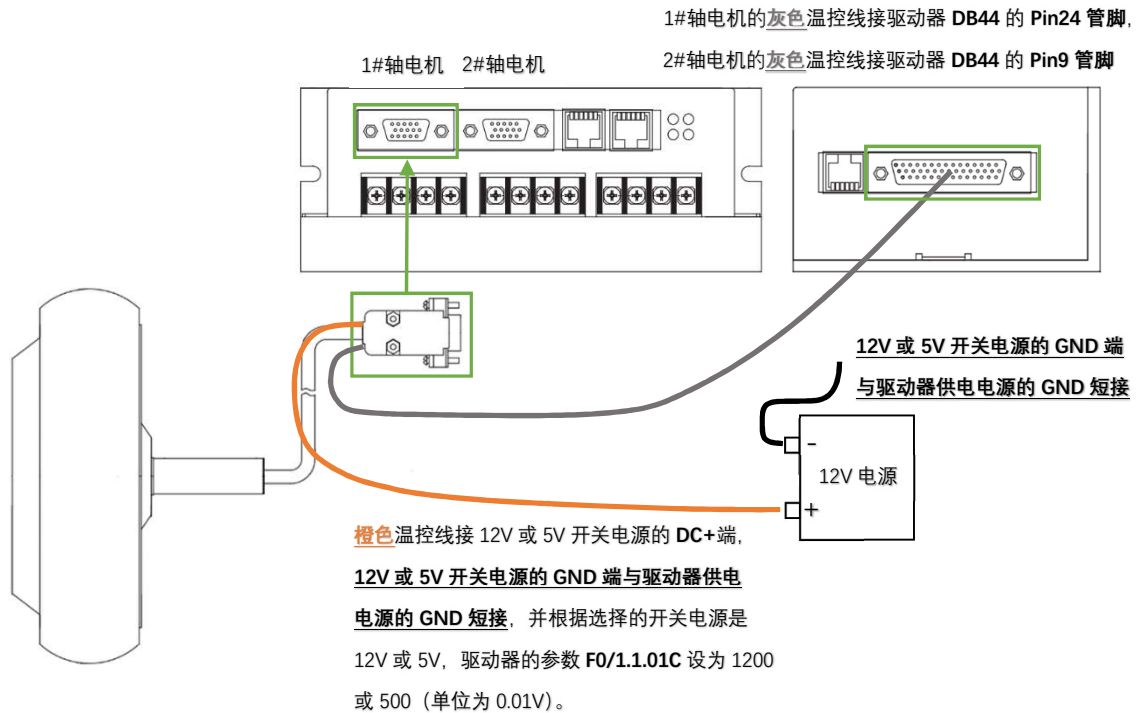 1#轴电机的灰色温控线接驱动器 DB44 的 Pin24 管脚,
2#轴电机的灰色温控线接驱动器 DB44 的 Pin9 管脚
1#轴电机 2#轴电机
12V 或 5V 开关电源的 GND 端
与驱动器供电电源的 GND 短接
-
12V 电源
+
橙色温控线接 12V 或 5V 开关电源的 DC+端,
12V 或 5V 开关电源的 GND 端与驱动器供电
电源的 GND 短接，并根据选择的开关电源是
12V 或 5V，驱动器的参数 F0/1.1.01C 设为 1200
或 500（单位为 0.01V）。